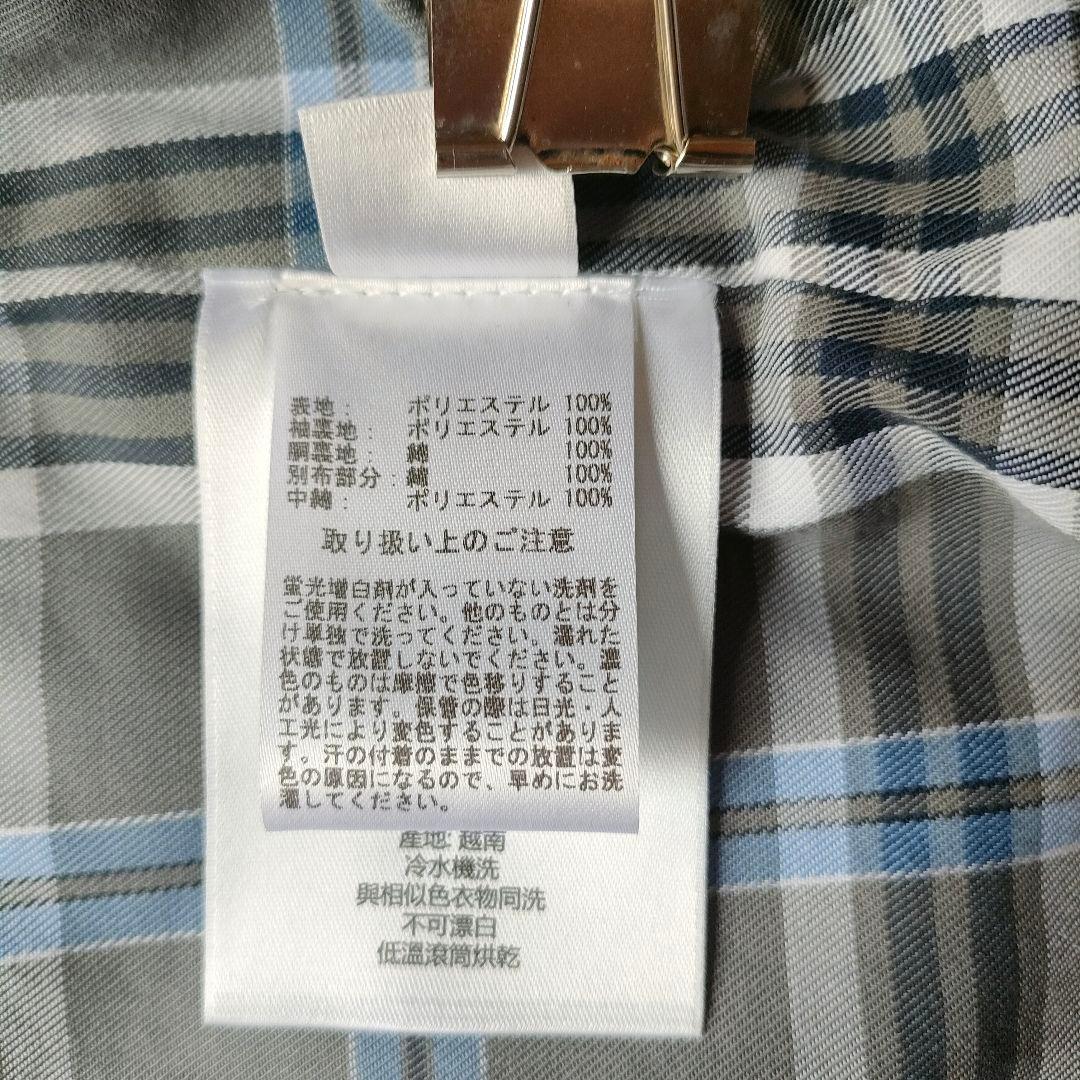 表地： ポリエステル 100%
袖裏地： ポリエステル 100%
胴裏地： 綿 100%
別布部分：綿 100%
中綿： ポリエステル 100%
取り扱い上のご注意
蛍光増白剤が入っていない洗剤を
ご使用ください。他のものとは分
け単独で洗ってください。濡れた
状態で放置しないでください。濃
色のものは摩擦で色移りすること
があります。保管の際は日光・人
工光により変色することがありま
す。汗の付着のままでの放置は変
色の原因になるので、早めにお洗
濯してください。
產地: 越南
冷水機洗
與相似色衣物同洗
不可漂白
低溫滾筒烘乾